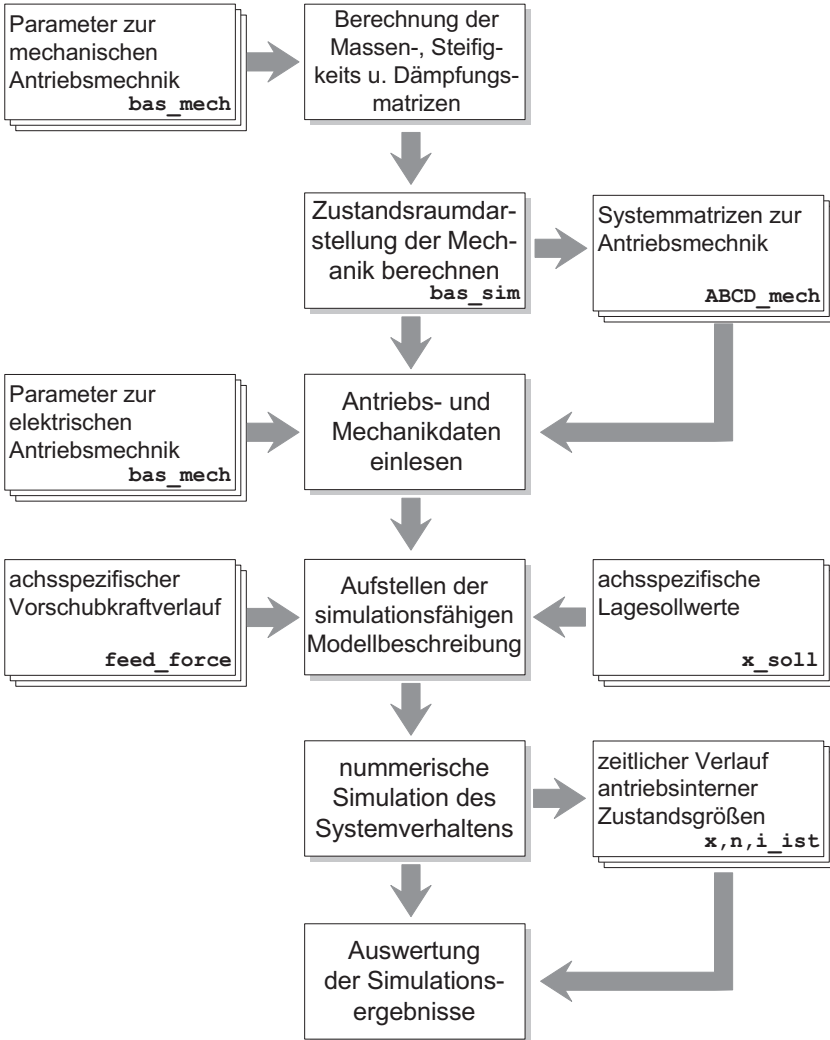 Parameter zur
mechanischen
Antriebsmechnik
bas_mech
Berechnung der
Massen-, Steifig-
keits u. Dämpfungs-
matrizen
Zustandsraumdar-
stellung der Mech-
anik berechnen
bas_sim
Systemmatrizen zur
Antriebsmechnik
ABCD_mech
Parameter zur
elektrischen
Antriebsmechnik
bas_mech
Antriebs- und
Mechanikdaten
einlesen
achsspezifischer
Vorschubkraftverlauf
feed_force
Aufstellen der
simulationsfähigen
Modellbeschreibung
achsspezifische
Lagesollwerte
x_soll
nummerische
Simulation des
Systemverhaltens
zeitlicher Verlauf
antriebsinterner
Zustandsgrößen
x,n,i_ist
Auswertung
der Simulations-
ergebnisse